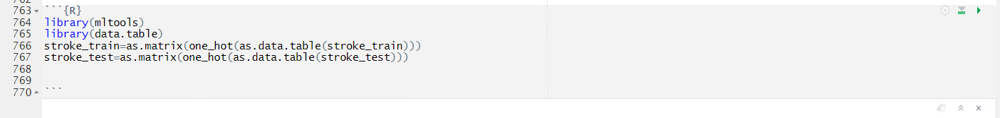 762
763 ```{R}
764 library(mltools)
765 library(data.table)
766 stroke_train=as.matrix(one_hot(as.data.table(stroke_train)))
767 stroke_test=as.matrix(one_hot(as.data.table(stroke_test)))
768
769
770 ```